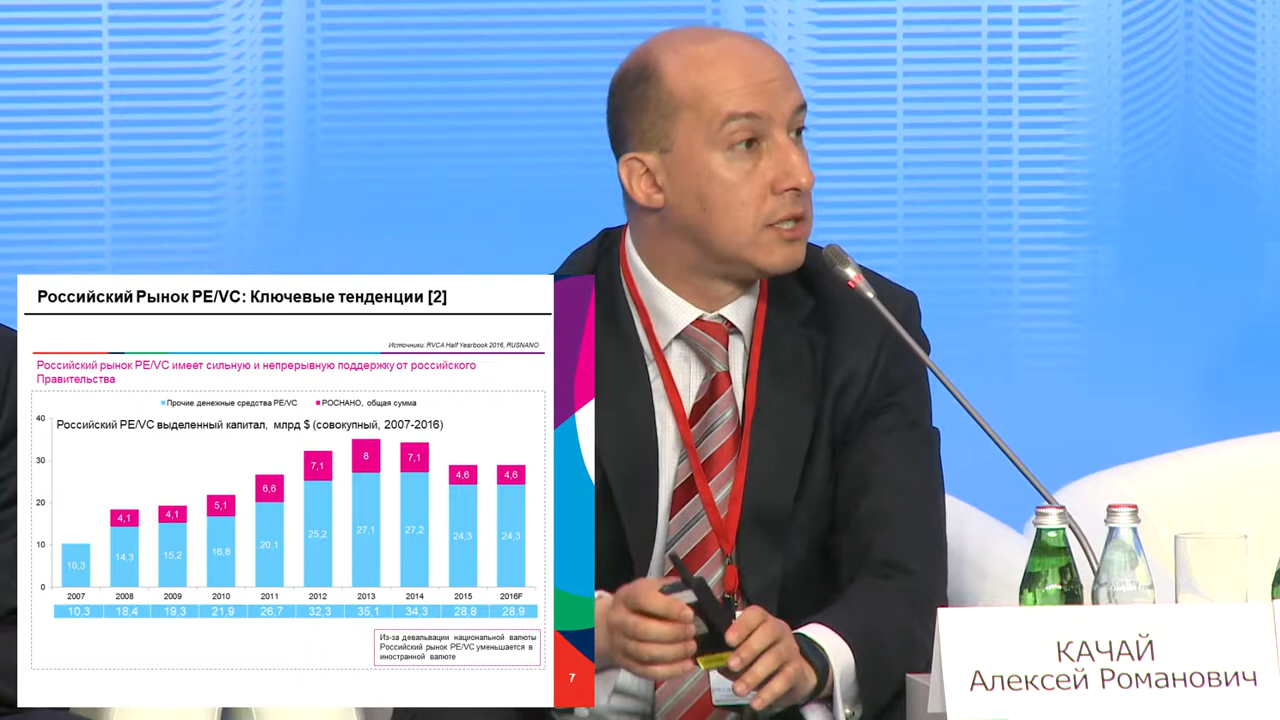 Российский Рынок PE/VC: Ключевые тенденции [2]
Источники: RVCA Half Yearbook 2016, RUSNANO
Российский рынок PE/VC имеет сильную и непрерывную поддержку от российского
Правительства
Прочие денежные средства PE/VC РОСНАНО, общая сумма
Российский PE/VC выделенный капитал, млрд $ (совокупный, 2007-2016)
40
30
20
10
0
4,1 4,1 5,1 6,6 7,1 8 7,1 4,6 4,6
10,3 14,3 15,2 16,8 20,1 25,2 27,1 27,2 24,3 24,3
2007 2008 2009 2010 2011 2012 2013 2014 2015 2016F
10,3 18,4 19,3 21,9 26,7 32,3 35,1 34,3 28,8 28,9
Из-за девальвации национальной валюты
Российский рынок PE/VC уменьшается в
иностранной валюте
7
КАЧАЙ
Алексей Романович